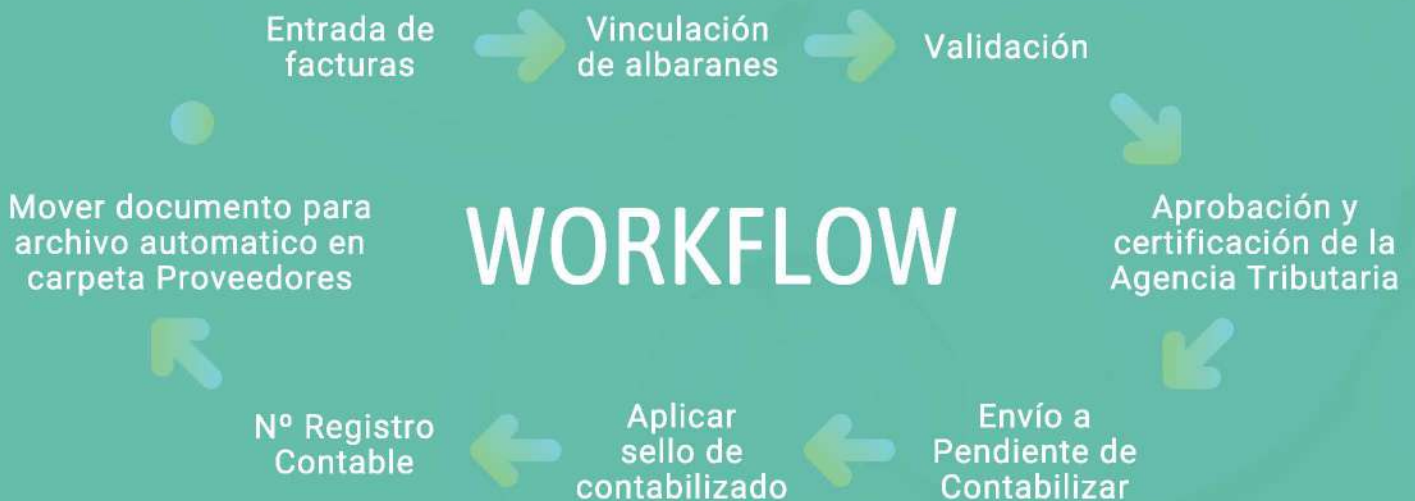 Entrada de
facturas
Vinculación
de albaranes
Validación
Aprobación y
certificación de la
Agencia Tributaria
Envío a
Pendiente de
Contabilizar
Aplicar
sello de
contabilizado
Nº Registro
Contable
Mover documento para
archivo automatico en
carpeta Proveedores
WORKFLOW